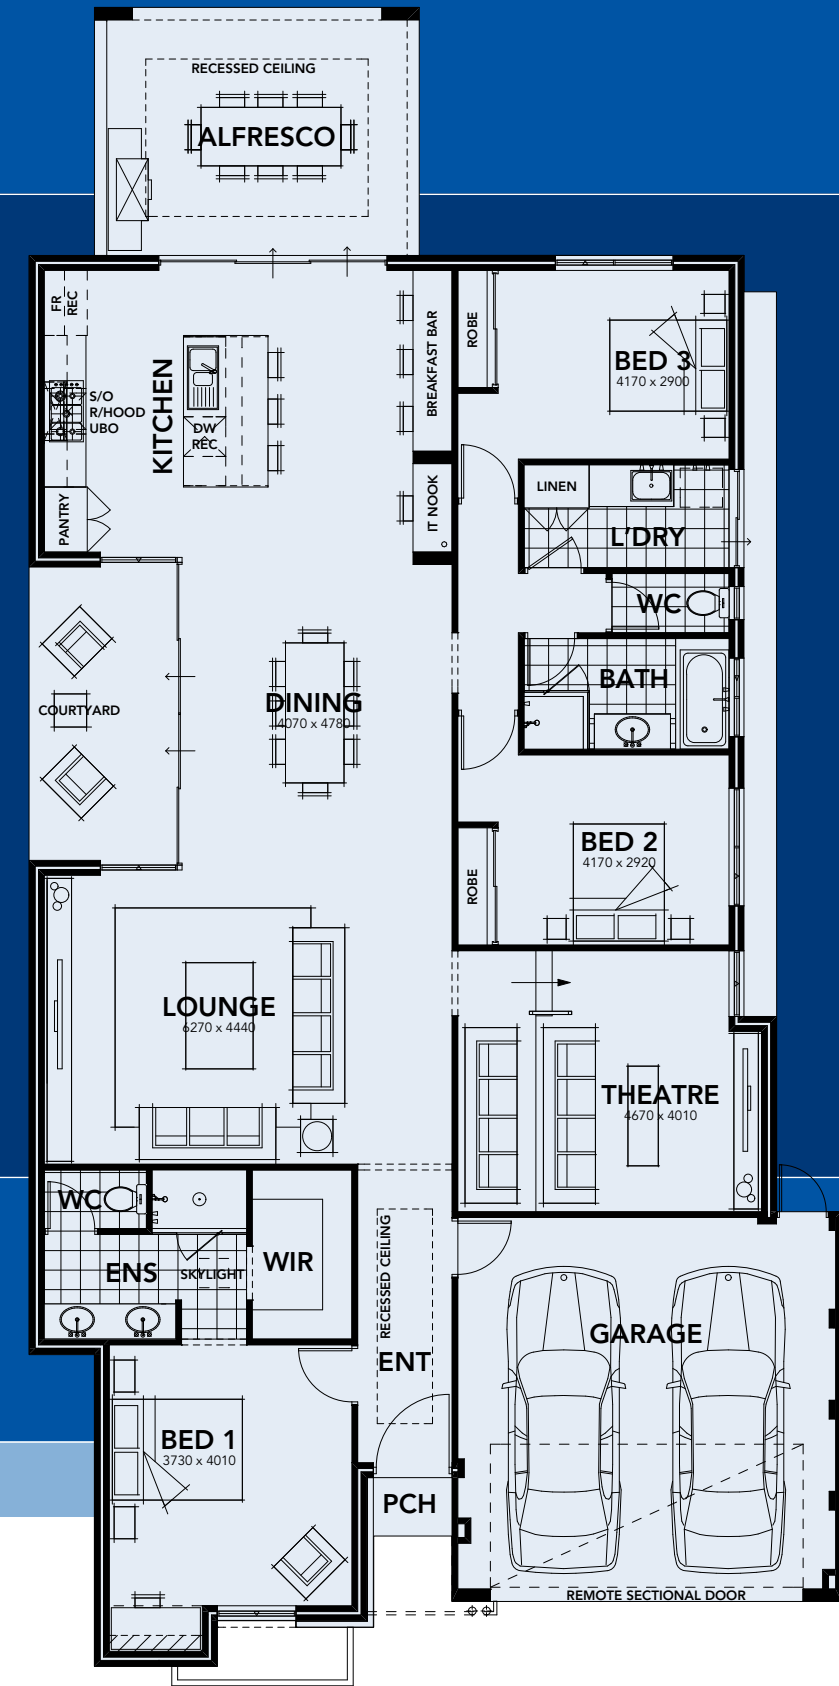 RECESSED CEILING
ALFRESCO
FR
REC
ROBE
BED 3
4170 x 2900
BREAKFAST BAR
KITCHEN
S/O
R/HOOD
UBO
DW
REC
PANTRY
IT NOOK
LINEN
L'DRY
WC
BATH
COURTYARD
DINING
4070 x 4780
BED 2
4170 x 2920
ROBE
LOUNGE
6270 x 4440
THEATRE
4670 x 4010
WC
ENS
SKYLIGHT
WIR
RECESSED CEILING
ENT
GARAGE
BED 1
3730 x 4010
PCH
REMOTE SECTIONAL DOOR